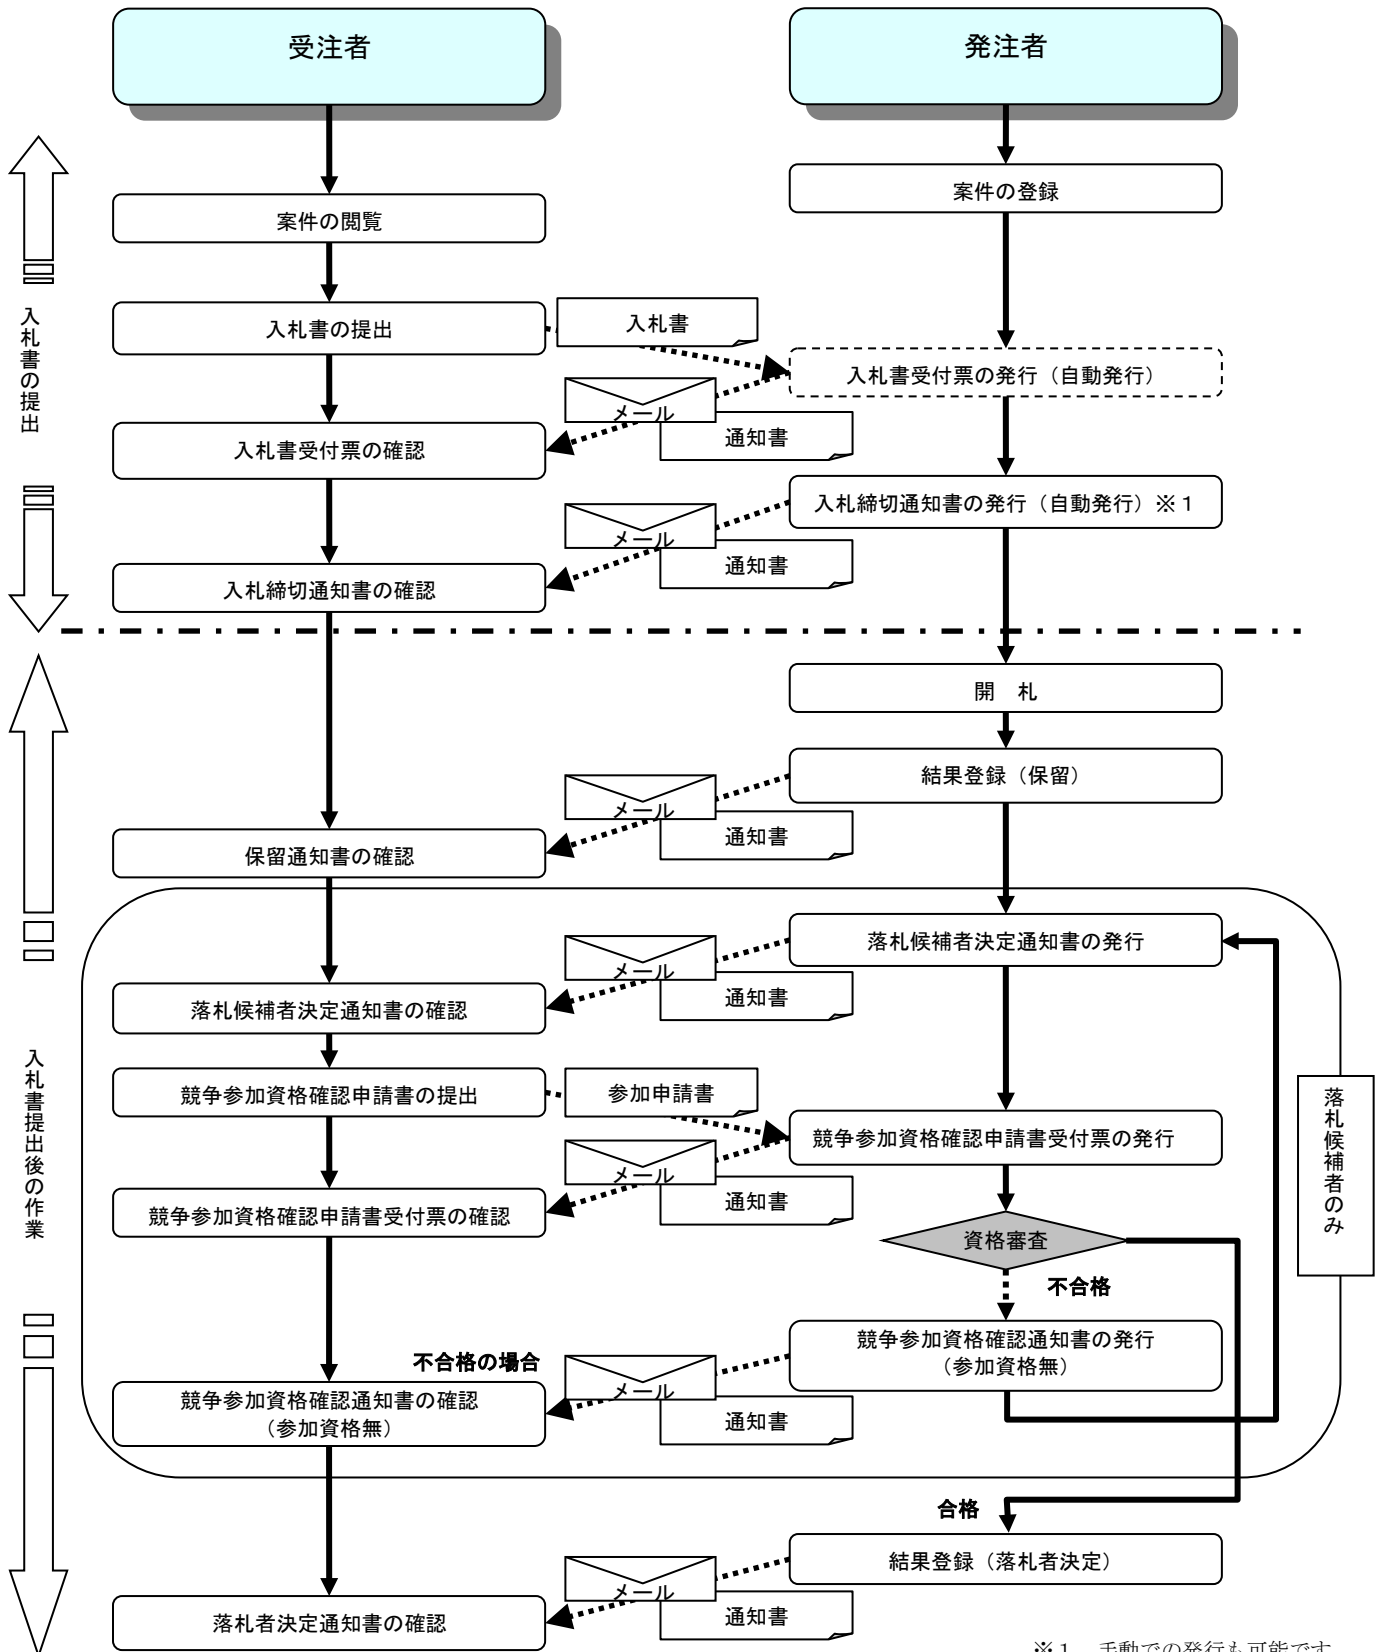 受注者
発注者
案件の登録
案件の閲覧
入札書の提出
入札書の提出
入札書
入札書受付票の発行（自動発行）
メール
通知書
入札書受付票の確認
入札締切通知書の発行（自動発行）※１
メール
通知書
入札締切通知書の確認
開　札
結果登録（保留）
メール
通知書
保留通知書の確認
落札候補者決定通知書の発行
メール
通知書
落札候補者決定通知書の確認
入札書提出後の作業
競争参加資格確認申請書の提出
参加申請書
落札候補者のみ
競争参加資格確認申請書受付票の発行
メール
通知書
競争参加資格確認申請書受付票の確認
資格審査
不合格
競争参加資格確認通知書の発行
（参加資格無）
不合格の場合
メール
通知書
競争参加資格確認通知書の確認
（参加資格無）
合格
結果登録（落札者決定）
メール
通知書
落札者決定通知書の確認
※１　手動での発行も可能です